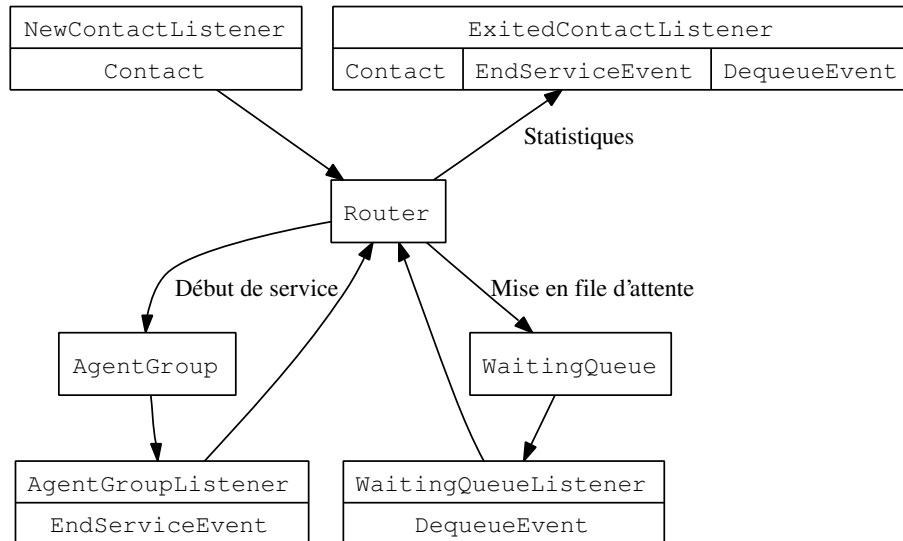 NewContactListener
Contact
ExitedContactListener
Contact EndServiceEvent DequeueEvent
Statistiques
Router
Début de service
Mise en file d'attente
AgentGroup
WaitingQueue
AgentGroupListener
EndServiceEvent
WaitingQueueListener
DequeueEvent